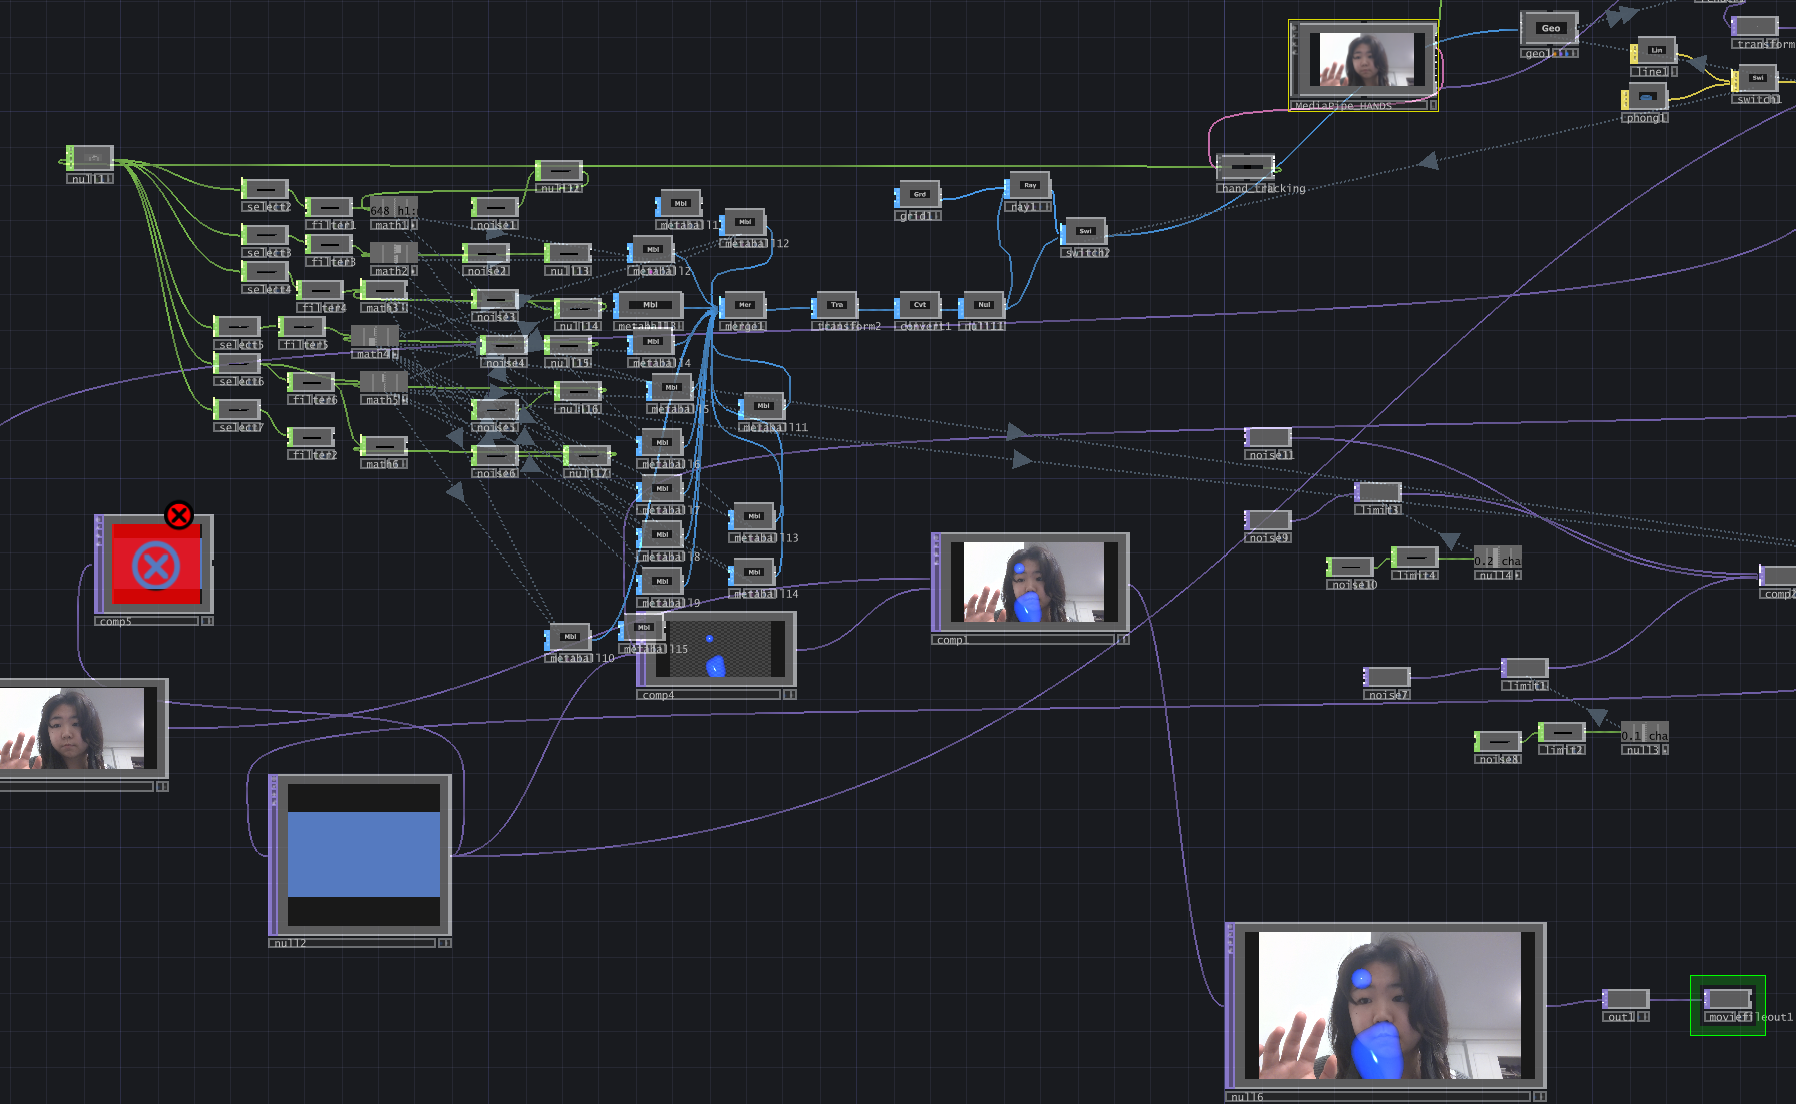 Geo
geo1
Lin
line1
transform
Swi
switch1
phong1
MediaPipe_HANDS
null1
null12
hand_tracking
select2
filter1
648 h1:
math1
noise1
Mbl
metaball1
Mbl
metaball12
Grd
grid1
Ray
ray1
Swi
switch2
select3
filter3
math2
noise2
null13
Mbl
metaball2
select4
filter4
math3
noise3
null14
Mbl
metaball3
Mer
merge1
Tra
transform2
Cvt
convert1
Nul
null11
select5
filter5
math4
noise4
null15
Mbl
metaball4
select6
filter6
math5
null16
Mbl
metaball5
Mbl
metaball11
select7
filter2
math6
noise5
noise6
null17
Mbl
metaball6
Mbl
metaball7
Mbl
metaball8
Mbl
metaball9
Mbl
metaball13
Mbl
metaball14
Mbl
metaball10
Mbl
metaball15
noise11
limit3
noise9
noise10
limit4
0.2 cha
null4
comp5
comp1
comp4
noise7
limit1
noise8
limit2
0.1 cha
null3
null2
null6
out1
moviefileout1